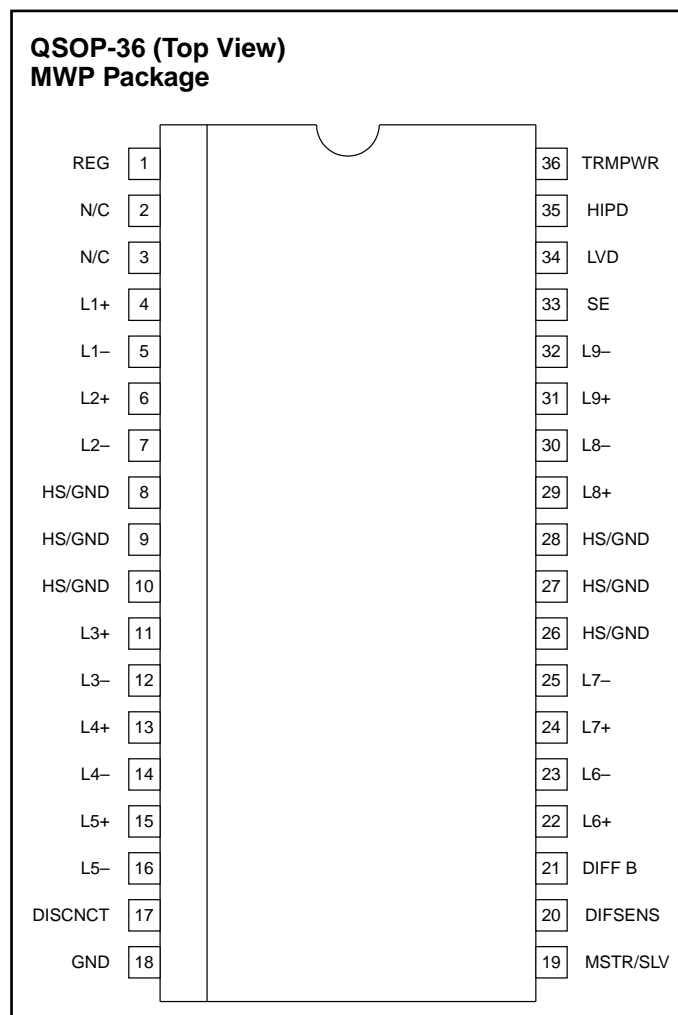 QSOP-36 (Top View)
MWP Package
REG 1 36 TRMPWR
N/C 2 35 HIPD
N/C 3 34 LVD
L1+ 4 33 SE
L1– 5 32 L9–
L2+ 6 31 L9+
L2– 7 30 L8–
HS/GND 8 29 L8+
HS/GND 9 28 HS/GND
HS/GND 10 27 HS/GND
L3+ 11 26 HS/GND
L3– 12 25 L7–
L4+ 13 24 L7+
L4– 14 23 L6–
L5+ 15 22 L6+
L5– 16 21 DIFF B
DISCNCT 17 20 DIFSENS
GND 18 19 MSTR/SLV